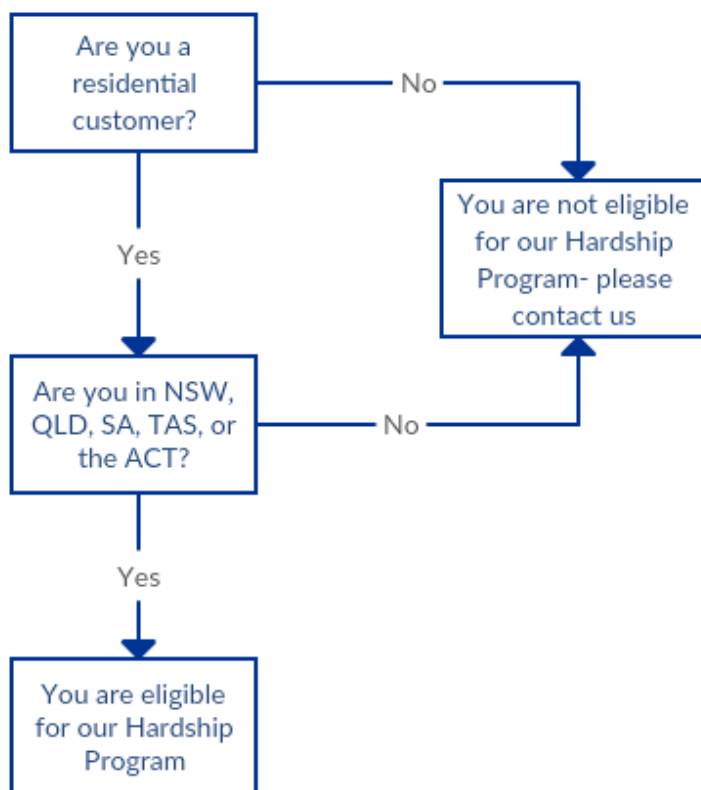 Are you a
residential
customer?
No
You are not eligible
for our Hardship
Program- please
contact us
Yes
Are you in NSW,
QLD, SA, TAS, or
the ACT?
No
Yes
You are eligible
for our Hardship
Program